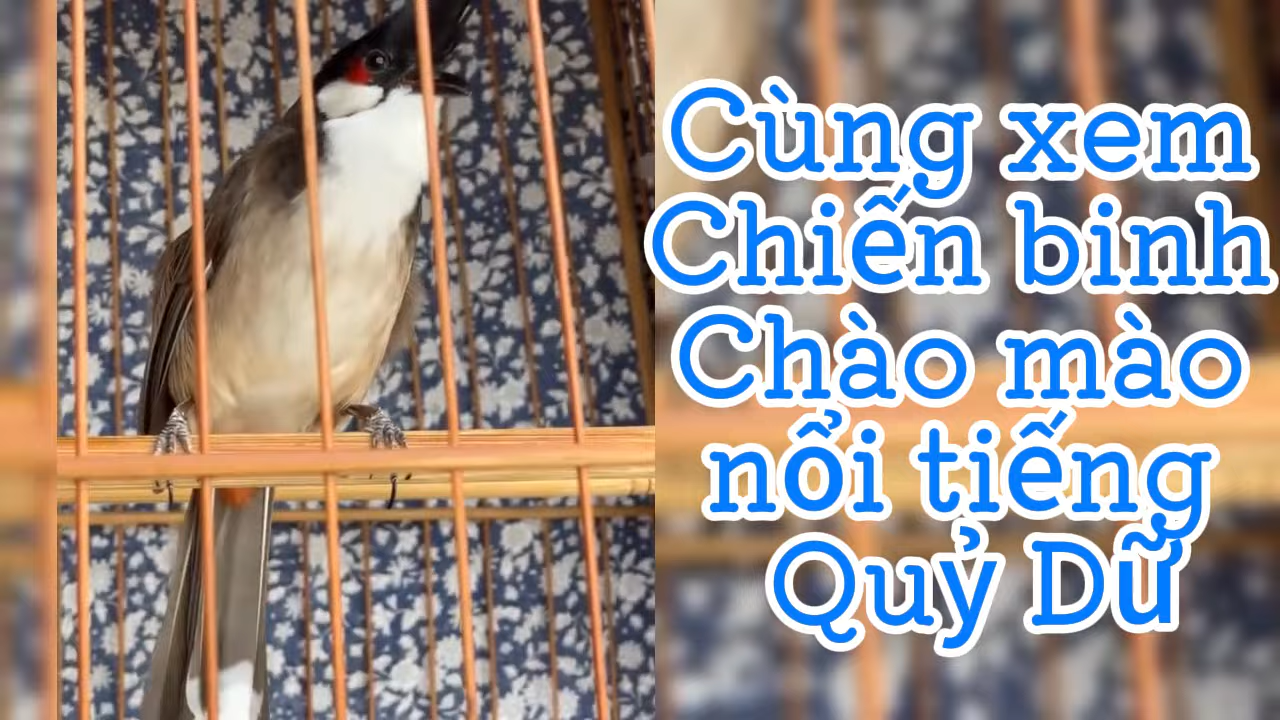 Cùng xem
Chiến binh
Chào mào
nổi tiếng
Quỷ Dữ